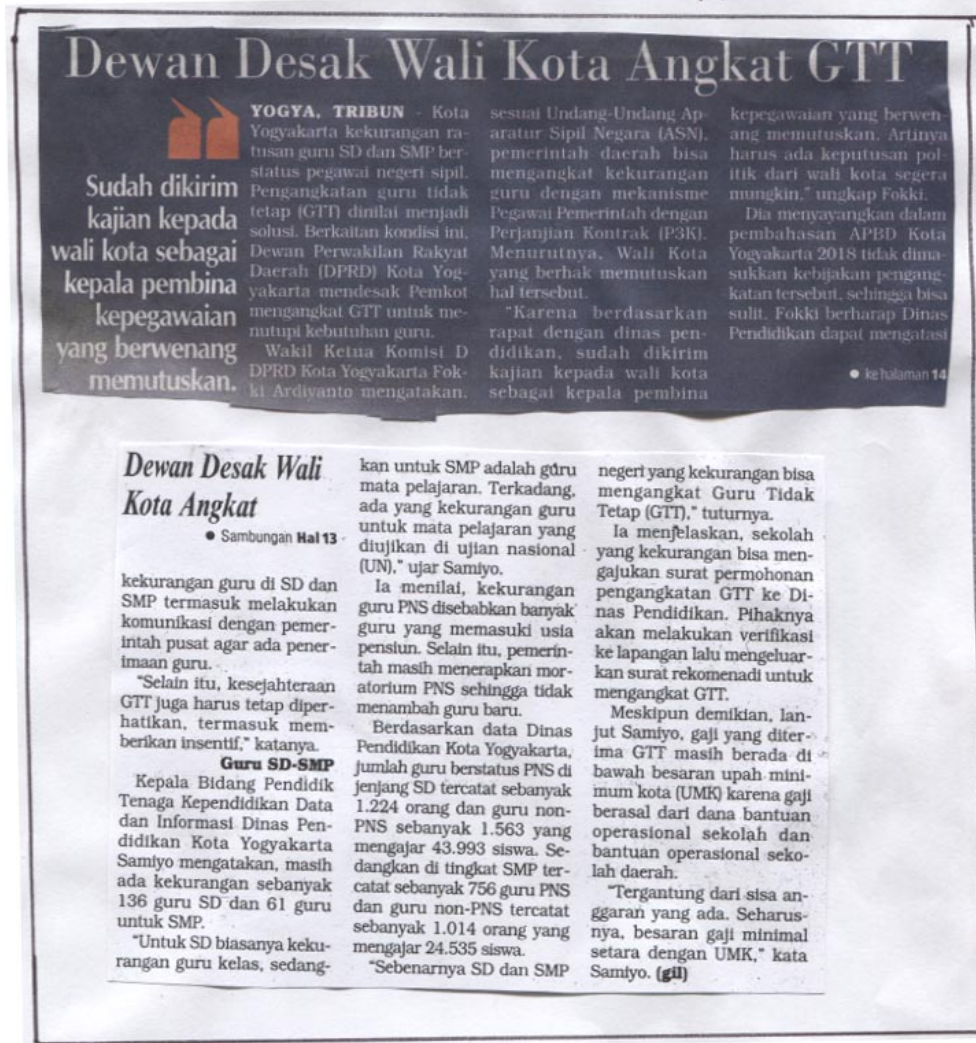 Dewan Desak Wali Kota Angkat GTT
Sudah dikirim
kajian kepada
wali kota sebagai
kepala pembina
kepegawaian
yang berwenang
memutuskan.
YOGYA, TRIBUN - Kota
Yogyakarta kekurangan ra-
tusan guru SD dan SMP ber-
status pegawai negeri sipil.
Pengangkatan guru tidak
tetap (GTT) dinilai menjadi
solusi. Berkaitan kondisi ini,
Dewan Perwakilan Rakyat
Daerah (DPRD) Kota Yog-
yakarta mendesak Pemkot
mengangkat GTT untuk me-
nutupi kebutuhan guru.
Wakil Ketua Komisi D
DPRD Kota Yogyakarta Fok-
ki Ardiyanto mengatakan,
sesuai Undang-Undang Ap-
aratur Sipil Negara (ASN),
pemerintah daerah bisa
mengangkat kekurangan
guru dengan mekanisme
Pegawai Pemerintah dengan
Perjanjian Kontrak (P3K).
Menurutnya, Wali Kota
yang berhak memutuskan
hal tersebut.
"Karena berdasarkan
rapat dengan dinas pen-
didikan, sudah dikirim
kajian kepada wali kota
sebagai kepala pembina
kepegawaian yang berwen-
ang memutuskan. Artinya
harus ada keputusan pol-
itik dari wali kota segera
mungkin," ungkap Fokki.
Dia menyayangkan dalam
pembahasan APBD Kota
Yogyakarta 2018 tidak dima-
sukkan kebijakan pengang-
katan tersebut, sehingga bisa
sulit. Fokki berharap Dinas
Pendidikan dapat mengatasi
● ke halaman 14
Dewan Desak Wali
Kota Angkat
● Sambungan Hal 13
kekurangan guru di SD dan
SMP termasuk melakukan
komunikasi dengan pemer-
intah pusat agar ada pener-
imaan guru.
"Selain itu, kesejahteraan
GTT juga harus tetap diper-
hatikan, termasuk mem-
berikan insentif," katanya.
Guru SD-SMP
Kepala Bidang Pendidik
Tenaga Kependidikan Data
dan Informasi Dinas Pen-
didikan Kota Yogyakarta
Samiyo mengatakan, masih
ada kekurangan sebanyak
136 guru SD dan 61 guru
untuk SMP.
"Untuk SD biasanya keku-
rangan guru kelas, sedang-
kan untuk SMP adalah guru
mata pelajaran. Terkadang,
ada yang kekurangan guru
untuk mata pelajaran yang
diujikan di ujian nasional
(UN)," ujar Samiyo.
Ia menilai, kekurangan
guru PNS disebabkan banyak
guru yang memasuki usia
pensiun. Selain itu, pemerin-
tah masih menerapkan mor-
atorium PNS sehingga tidak
menambah guru baru.
Berdasarkan data Dinas
Pendidikan Kota Yogyakarta,
jumlah guru berstatus PNS di
jenjang SD tercatat sebanyak
1.224 orang dan guru non-
PNS sebanyak 1.563 yang
mengajar 43.993 siswa. Se-
dangkan di tingkat SMP ter-
catat sebanyak 756 guru PNS
dan guru non-PNS tercatat
sebanyak 1.014 orang yang
mengajar 24.535 siswa.
"Sebenarnya SD dan SMP
negeri yang kekurangan bisa
mengangkat Guru Tidak
Tetap (GTT)," tuturnya.
Ia menjelaskan, sekolah
yang kekurangan bisa men-
gajukan surat permohonan
pengangkatan GTT ke Di-
nas Pendidikan. Pihaknya
akan melakukan verifikasi
ke lapangan lalu mengeluar-
kan surat rekomenadi untuk
mengangkat GTT.
Meskipun demikian, lan-
jut Samiyo, gaji yang diter-
ima GTT masih berada di
bawah besaran upah mini-
mum kota (UMK) karena gaji
berasal dari dana bantuan
operasional sekolah dan
bantuan operasional seko-
lah daerah.
"Tergantung dari sisa an-
ggaran yang ada. Seharus-
nya, besaran gaji minimal
setara dengan UMK," kata
Samiyo. (gil)